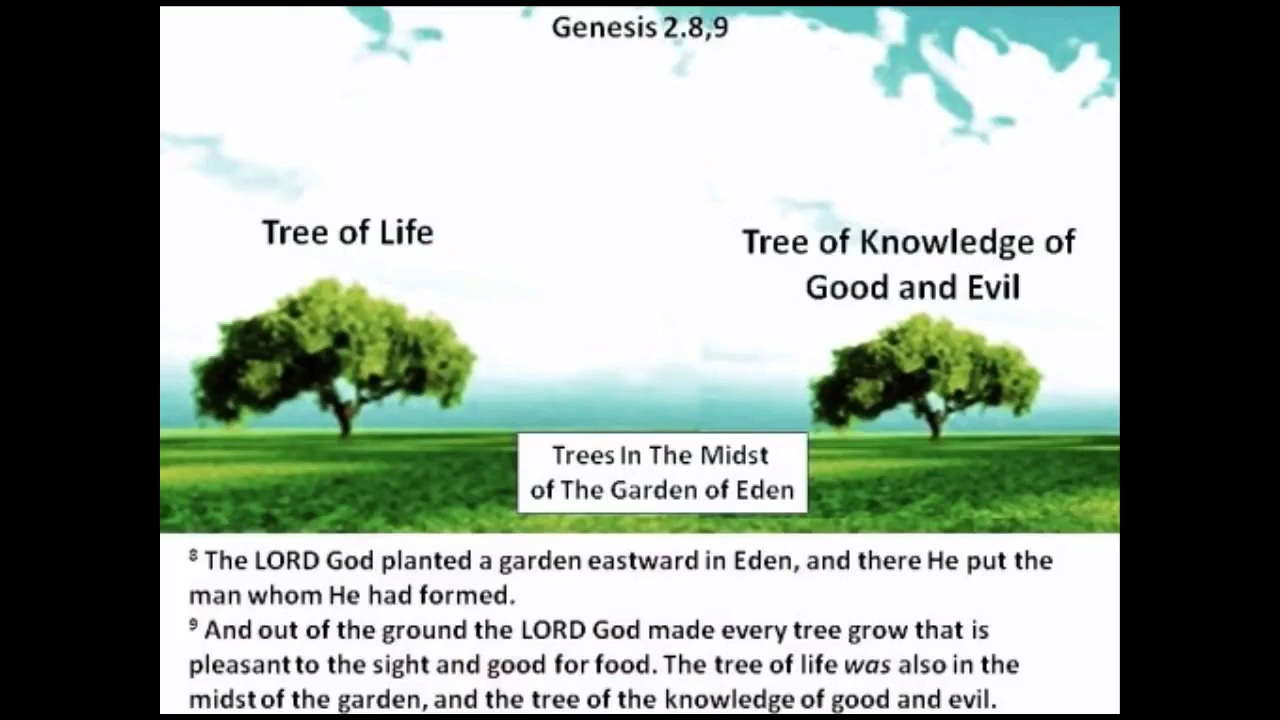 Genesis 2.8,9
Tree of Life
Tree of Knowledge of
Good and Evil
Trees In The Midst
of The Garden of Eden
⁸ The LORD God planted a garden eastward in Eden, and there He put the
man whom He had formed.
⁹ And out of the ground the LORD God made every tree grow that is
pleasant to the sight and good for food. The tree of life was also in the
midst of the garden, and the tree of the knowledge of good and evil.